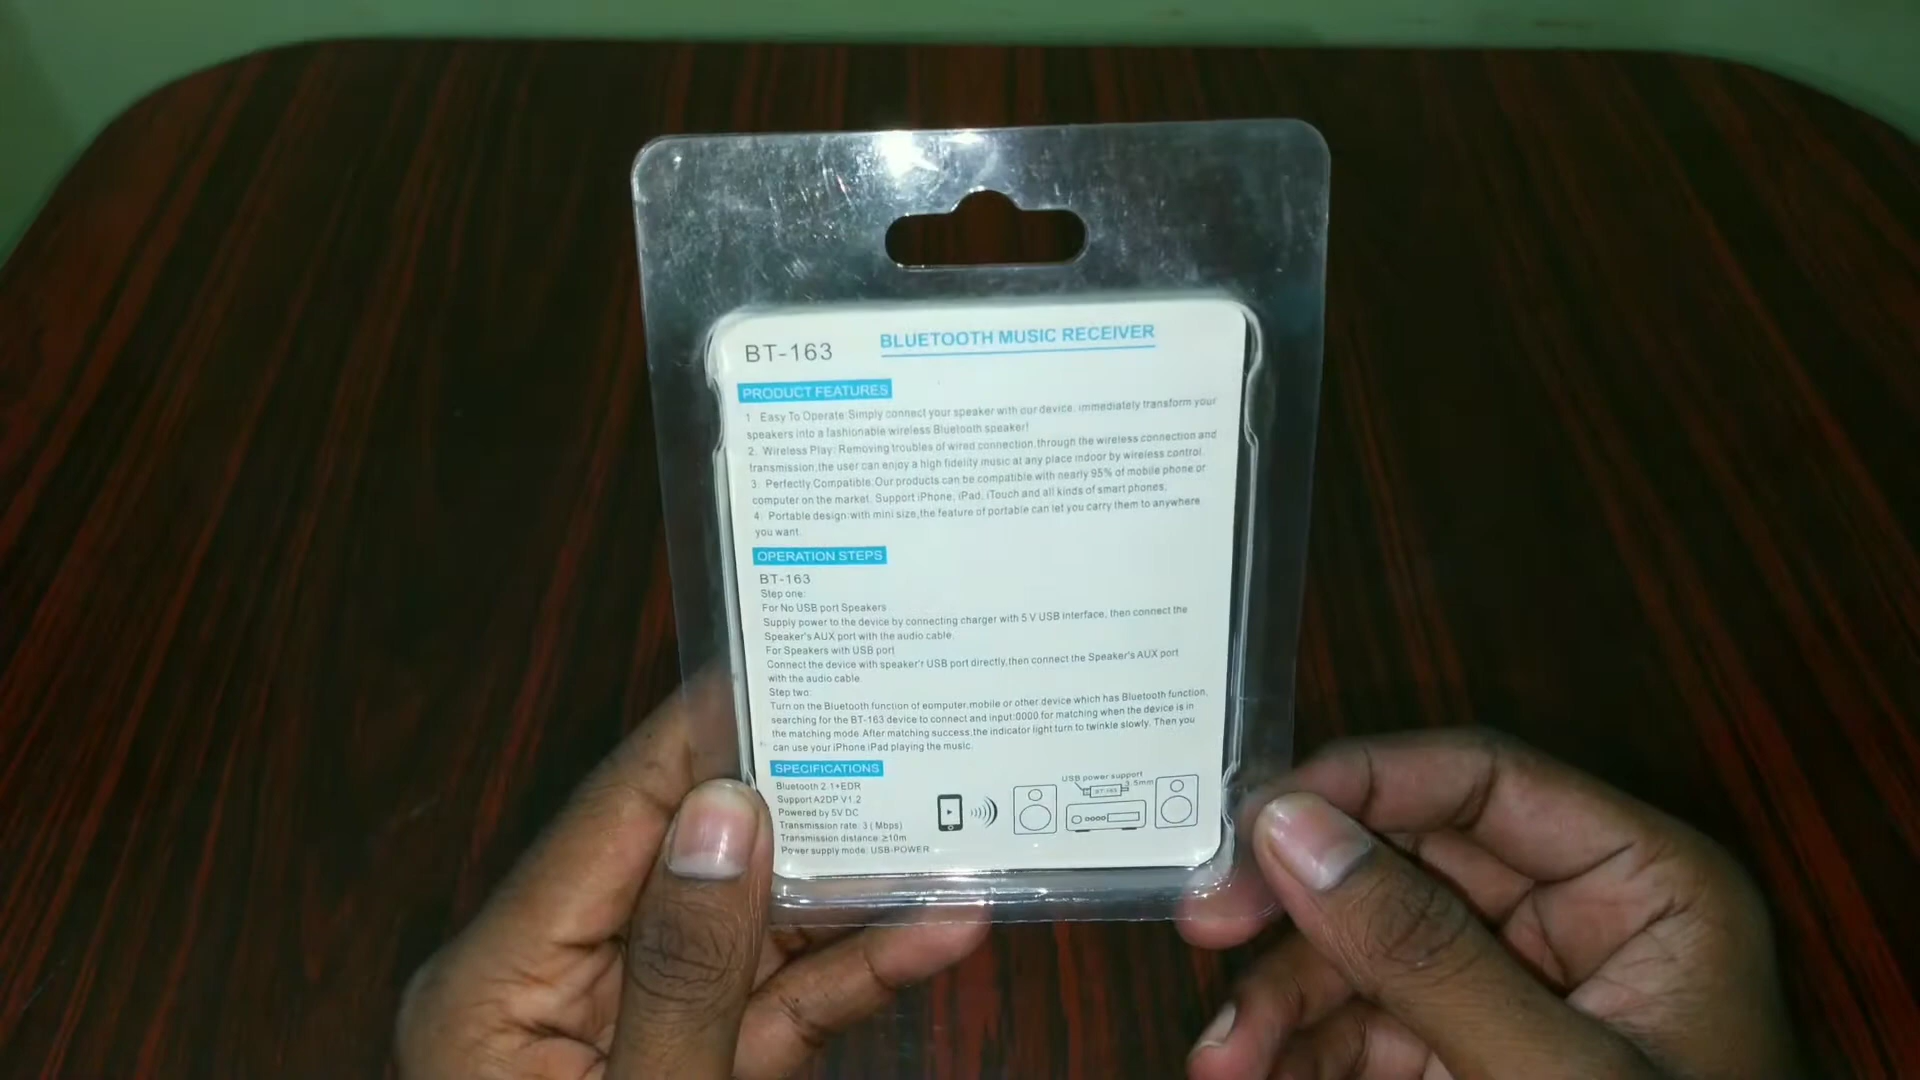 BT-163
BLUETOOTH MUSIC RECEIVER
PRODUCT FEATURES
1. Easy To Operate:Simply connect your speaker with our device, immediately transform your
speakers into a fashionable wireless Bluetooth speaker!
2. Wireless Play: Removing troubles of wired connection,through the wireless connection and
transmission,the user can enjoy a high fidelity music at any place indoor by wireless control.
3. Perfectly Compatible:Our products can be compatible with nearly 95% of mobile phone or
computer on the market. Support iPhone, iPad, iTouch and all kinds of smart phones.
4. Portable design:with mini size,the feature of portable can let you carry them to anywhere
you want.
OPERATION STEPS
BT-163
Step one:
For No USB port Speakers
Supply power to the device by connecting charger with 5 V USB interface, then connect the
Speaker's AUX port with the audio cable.
For Speakers with USB port
Connect the device with speaker'r USB port directly,then connect the Speaker's AUX port
with the audio cable
Step two:
Turn on the Bluetooth function of eomputer,mobile or other device which has Bluetooth function,
searching for the BT-163 device to connect and input:0000 for matching when the device is in
the matching mode.After matching success,the indicator light turn to twinkle slowly. Then you
can use your iPhone,iPad playing the music.
SPECIFICATIONS
Bluetooth 2.1+EDR
Support A2DP V1.2
Powered by 5V DC
Transmission rate: 3 ( Mbps)
Transmission distance: ≥10m
Power supply mode: USB-POWER
USB power support
3.5mm
BT-163